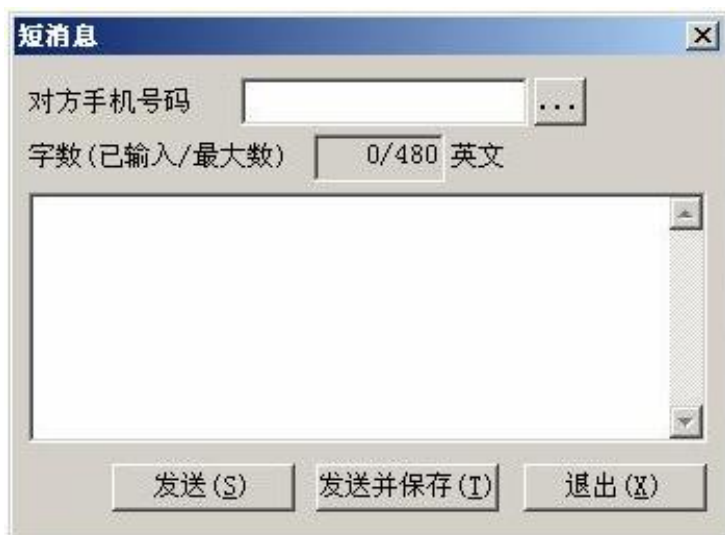 短消息
对方手机号码 ...
字数(已输入/最大数) 0/480 英文
发送(S) 发送并保存(T) 退出(X)